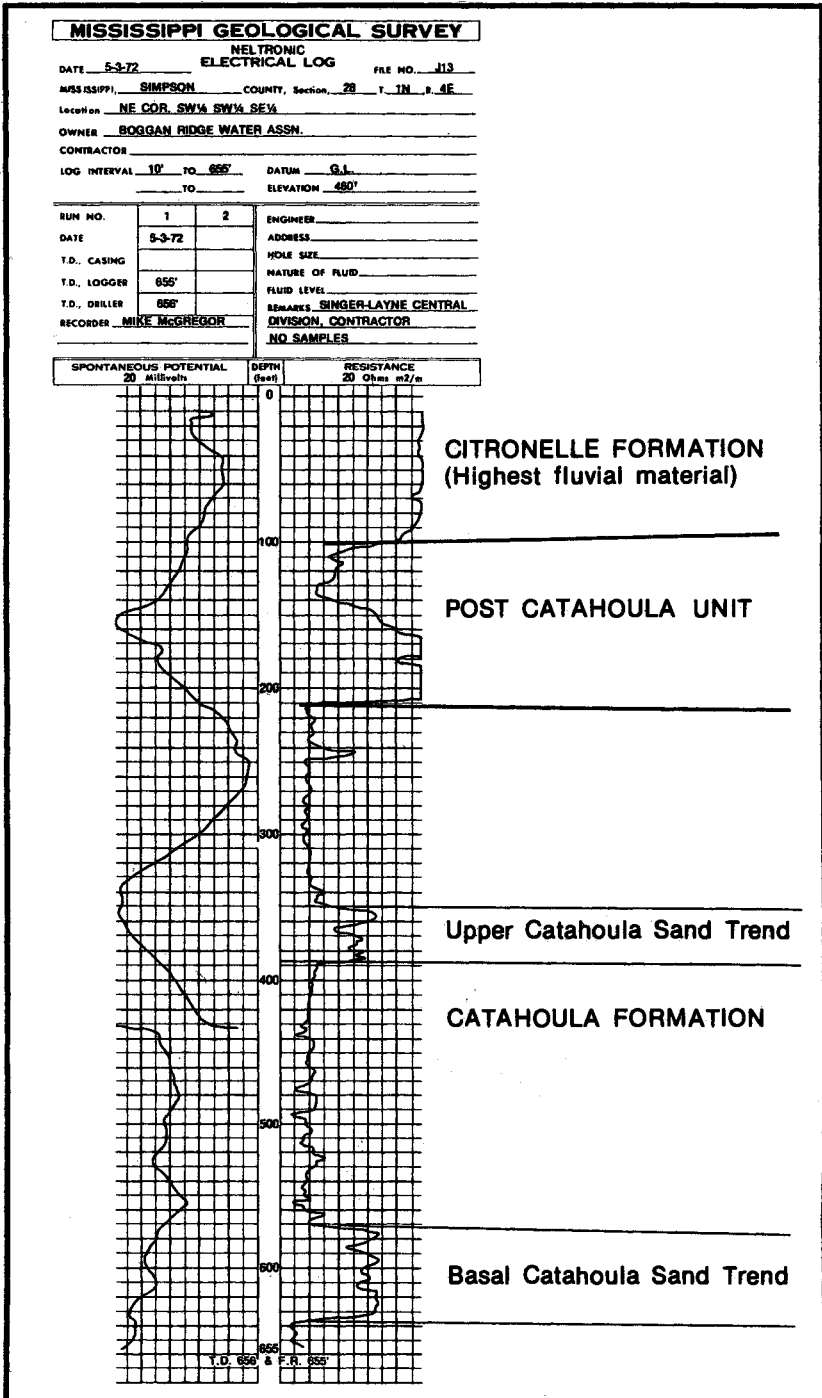 MISSISSIPPI GEOLOGICAL SURVEY
NELTRONIC
ELECTRICAL LOG
DATE 5-3-72 FILE NO. J13
MISSISSIPPI, SIMPSON COUNTY, Section, 28 T. 1N R. 4E
Location NE COR. SW¼ SW¼ SE¼
OWNER BOGGAN RIDGE WATER ASSN.
CONTRACTOR
LOG INTERVAL 10' TO 655' DATUM G.L.
TO ELEVATION 460'
RUN NO. 1 2 ENGINEER
DATE 5-3-72 ADDRESS
T.D., CASING HOLE SIZE
T.D., LOGGER 655' NATURE OF FLUID
FLUID LEVEL
T.D., DRILLER 656' REMARKS SINGER-LAYNE CENTRAL
RECORDER MIKE McGREGOR DIVISION, CONTRACTOR
NO SAMPLES
SPONTANEOUS POTENTIAL DEPTH RESISTANCE
20 Millivolts (feet) 20 Ohms m2/m
0
CITRONELLE FORMATION
(Highest fluvial material)
100
POST CATAHOULA UNIT
200
300
Upper Catahoula Sand Trend
400
CATAHOULA FORMATION
500
600
Basal Catahoula Sand Trend
655
T.D. 656' & F.R. 655'